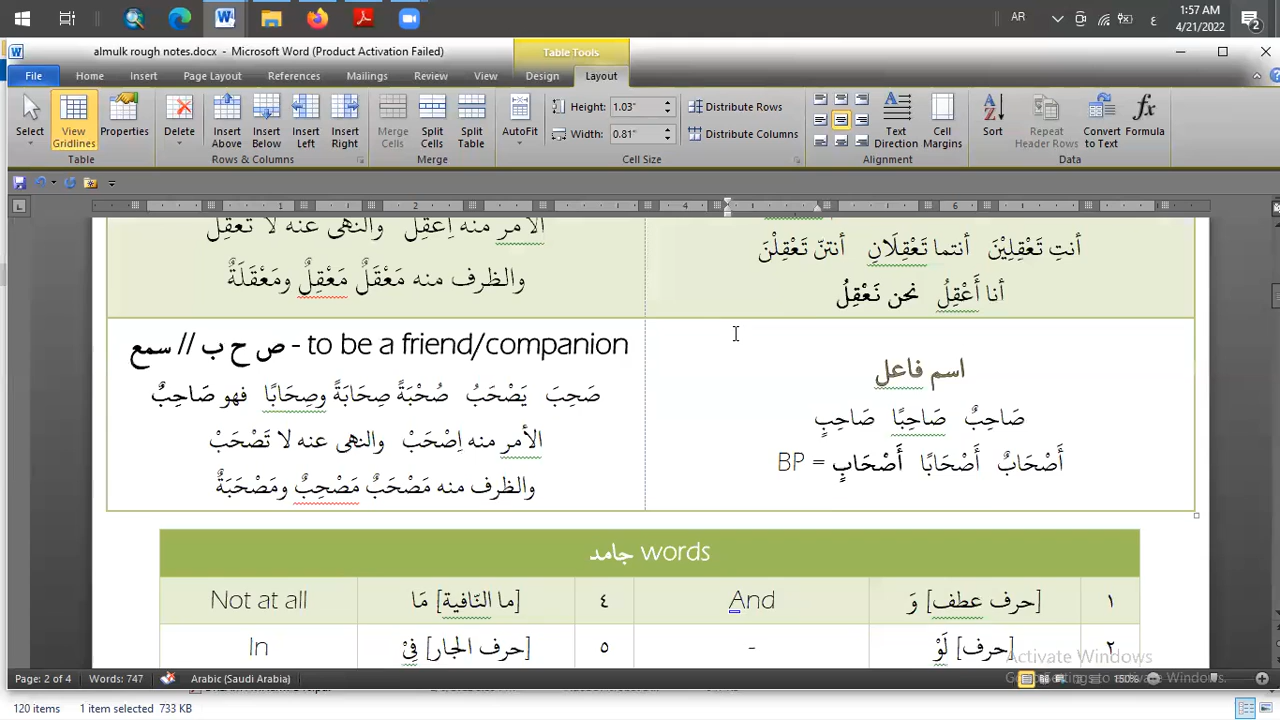 AR
ع
1:57 AM
4/21/2022
2
almulk rough notes.docx - Microsoft Word (Product Activation Failed)
Table Tools
File Home Insert Page Layout References Mailings Review View Design Layout
Select
View Gridlines
Properties
Table
Delete
Insert Above
Insert Below
Insert Left
Insert Right
Rows & Columns
Merge Cells
Split Cells
Split Table
Merge
AutoFit
Height: 1.03"
Width: 0.81"
Distribute Rows
Distribute Columns
Cell Size
Text Direction
Cell Margins
Alignment
Sort
Repeat Header Rows
Convert to Text
Formula
Data
1 2 4 6
أنتِ تَعْقِلِيْنَ أنتما تَعْقِلَانِ أنتنّ تَعْقِلْنَ
أنا أَعْقِلُ نحن نَعْقِلُ
الأمر منه اِعْقِلْ والنهى عنه لا تَعْقِلْ
والظرف منه مَعْقَلٌ مَعْقِلٌ ومَعْقَلَةٌ
اسم فاعل
صَاحِبٌ صَاحِبًا صَاحِبٍ
أَصْحَابٌ أَصْحَابًا أَصْحَابٍ = BP
ص ح ب - to be a friend/companion // سمع
صَحِبَ يَصْحَبُ صُحْبَةً صِحَابَةً وصِحَابًا فهو صَاحِبٌ
الأمر منه اِصْحَبْ والنهى عنه لا تَصْحَبْ
والظرف منه مَصْحَبٌ مَصْحِبٌ ومَصْحَبَةٌ
جامد words
١ [حرف عطف] وَ And ٤ [ما النّافية] مَا Not at all
٢ [حرف] لَوْ - ٥ [حرف الجار] فِيْ In
Activate Windows
Page: 2 of 4 Words: 747 Arabic (Saudi Arabia) 150%
120 items 1 item selected 733 KB